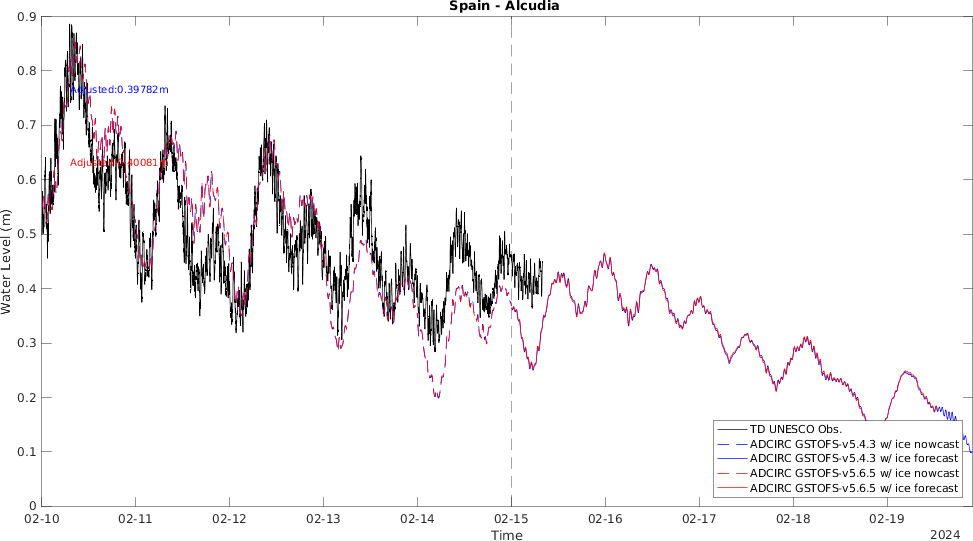 Spain - Alcudia
0.9
0.8
0.7
0.6
0.5
0.4
0.3
0.2
0.1
0
Water Level (m)
Adjusted:0.39782m
02-10
02-11
02-12
02-13
02-14
02-15
02-16
02-17
02-18
02-19
Time
2024
TD UNESCO Obs.
ADCIRC GSTOFS-v5.4.3 w/ ice nowcast
ADCIRC GSTOFS-v5.4.3 w/ ice forecast
ADCIRC GSTOFS-v5.6.5 w/ ice nowcast
ADCIRC GSTOFS-v5.6.5 w/ ice forecast